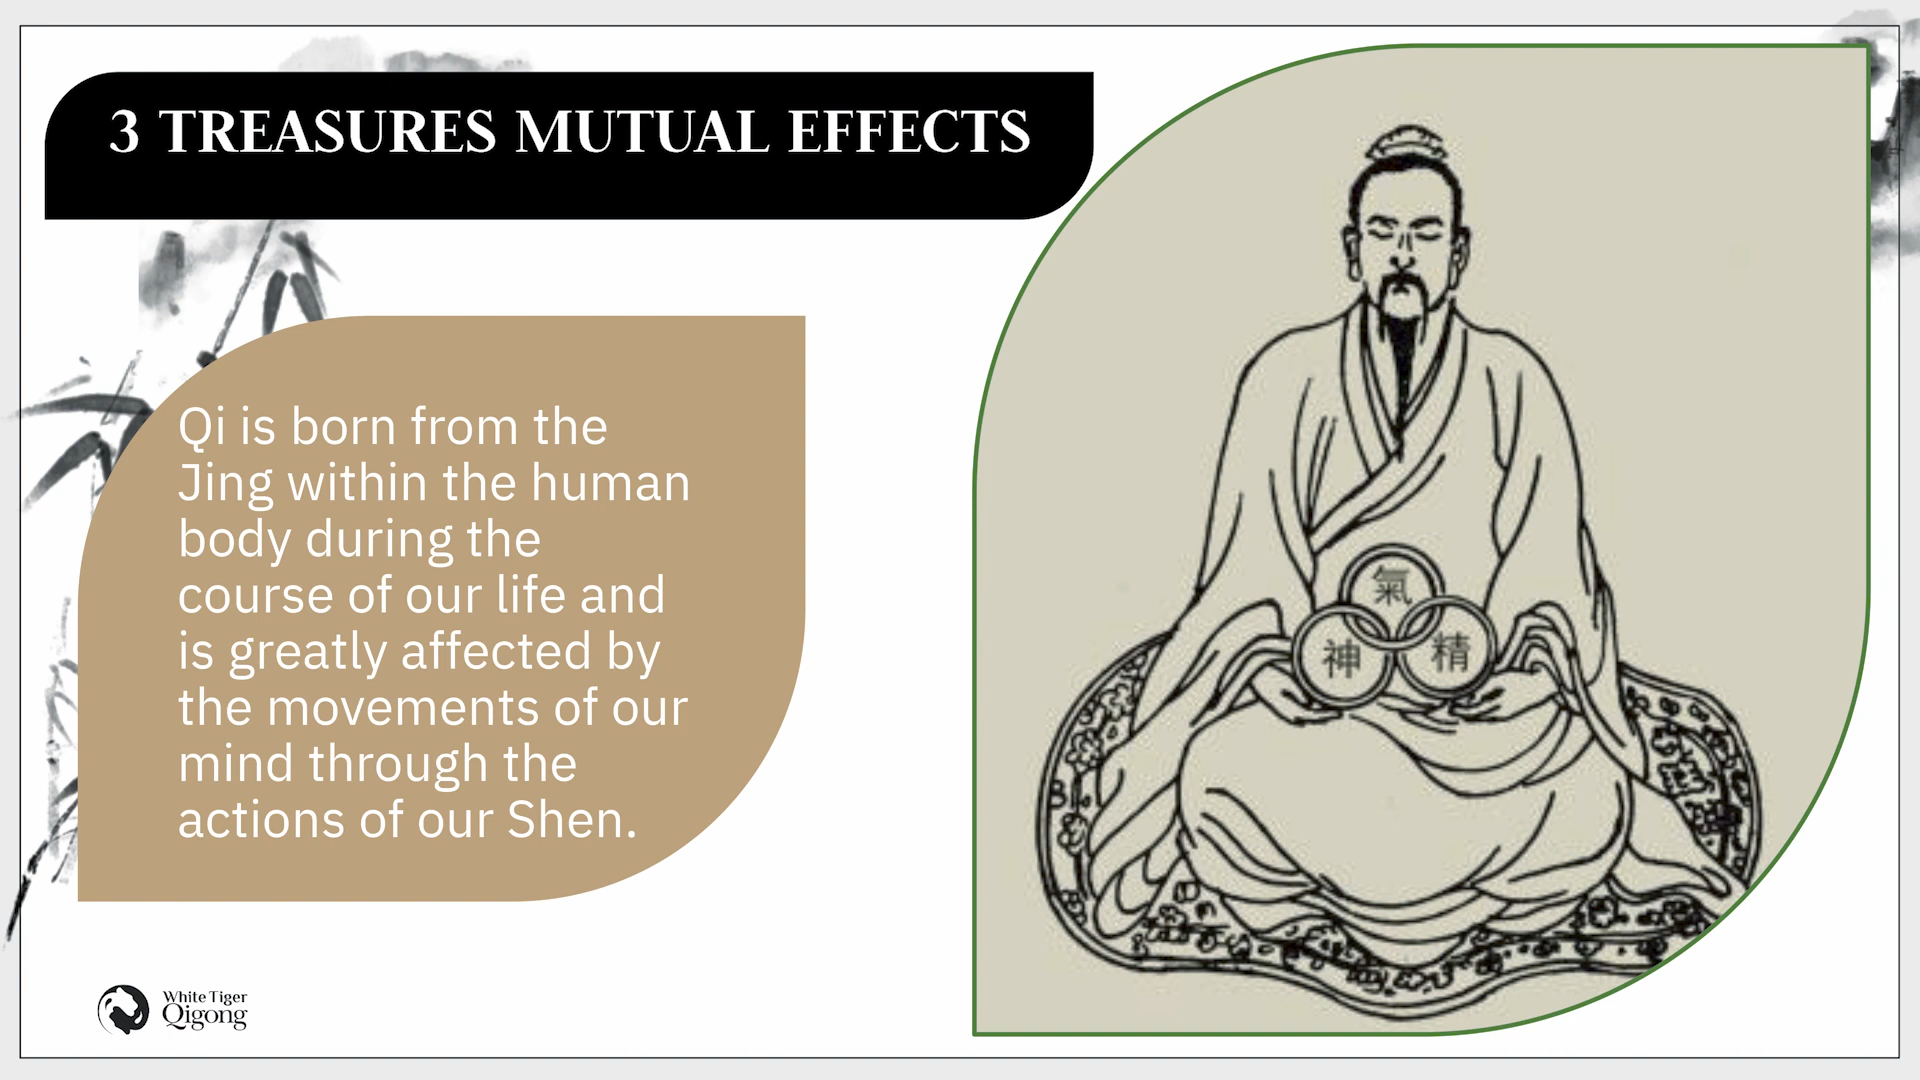 3 TREASURES MUTUAL EFFECTS
Qi is born from the
Jing within the human
body during the
course of our life and
is greatly affected by
the movements of our
mind through the
actions of our Shen.
氣
神 精
White Tiger
Qigong